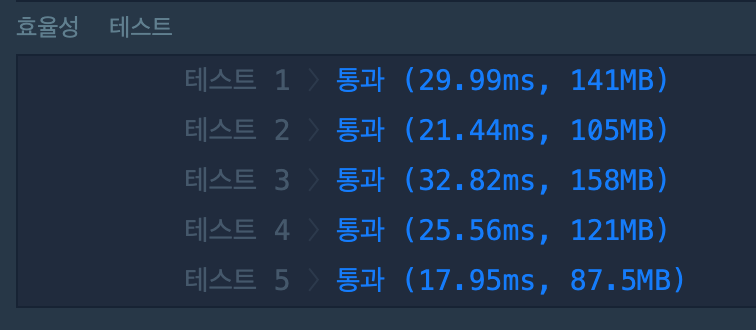 효율성 테스트
테스트 1 〉 통과 (29.99ms, 141MB)
테스트 2 〉 통과 (21.44ms, 105MB)
테스트 3 〉 통과 (32.82ms, 158MB)
테스트 4 〉 통과 (25.56ms, 121MB)
테스트 5 〉 통과 (17.95ms, 87.5MB)